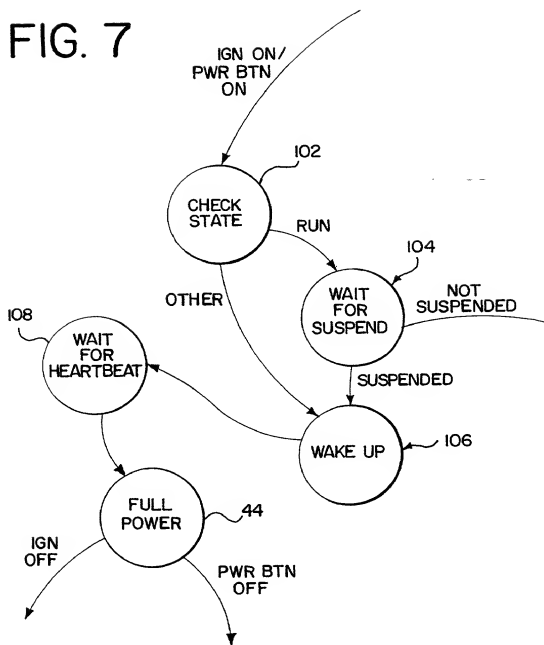 FIG. 7
IGN ON/
PWR BTN
ON
102
CHECK
STATE
RUN
104
OTHER
WAIT
FOR
SUSPEND
NOT
SUSPENDED
108
WAIT
FOR
HEARTBEAT
SUSPENDED
WAKE UP
106
FULL
POWER
44
IGN
OFF
PWR BTN
OFF